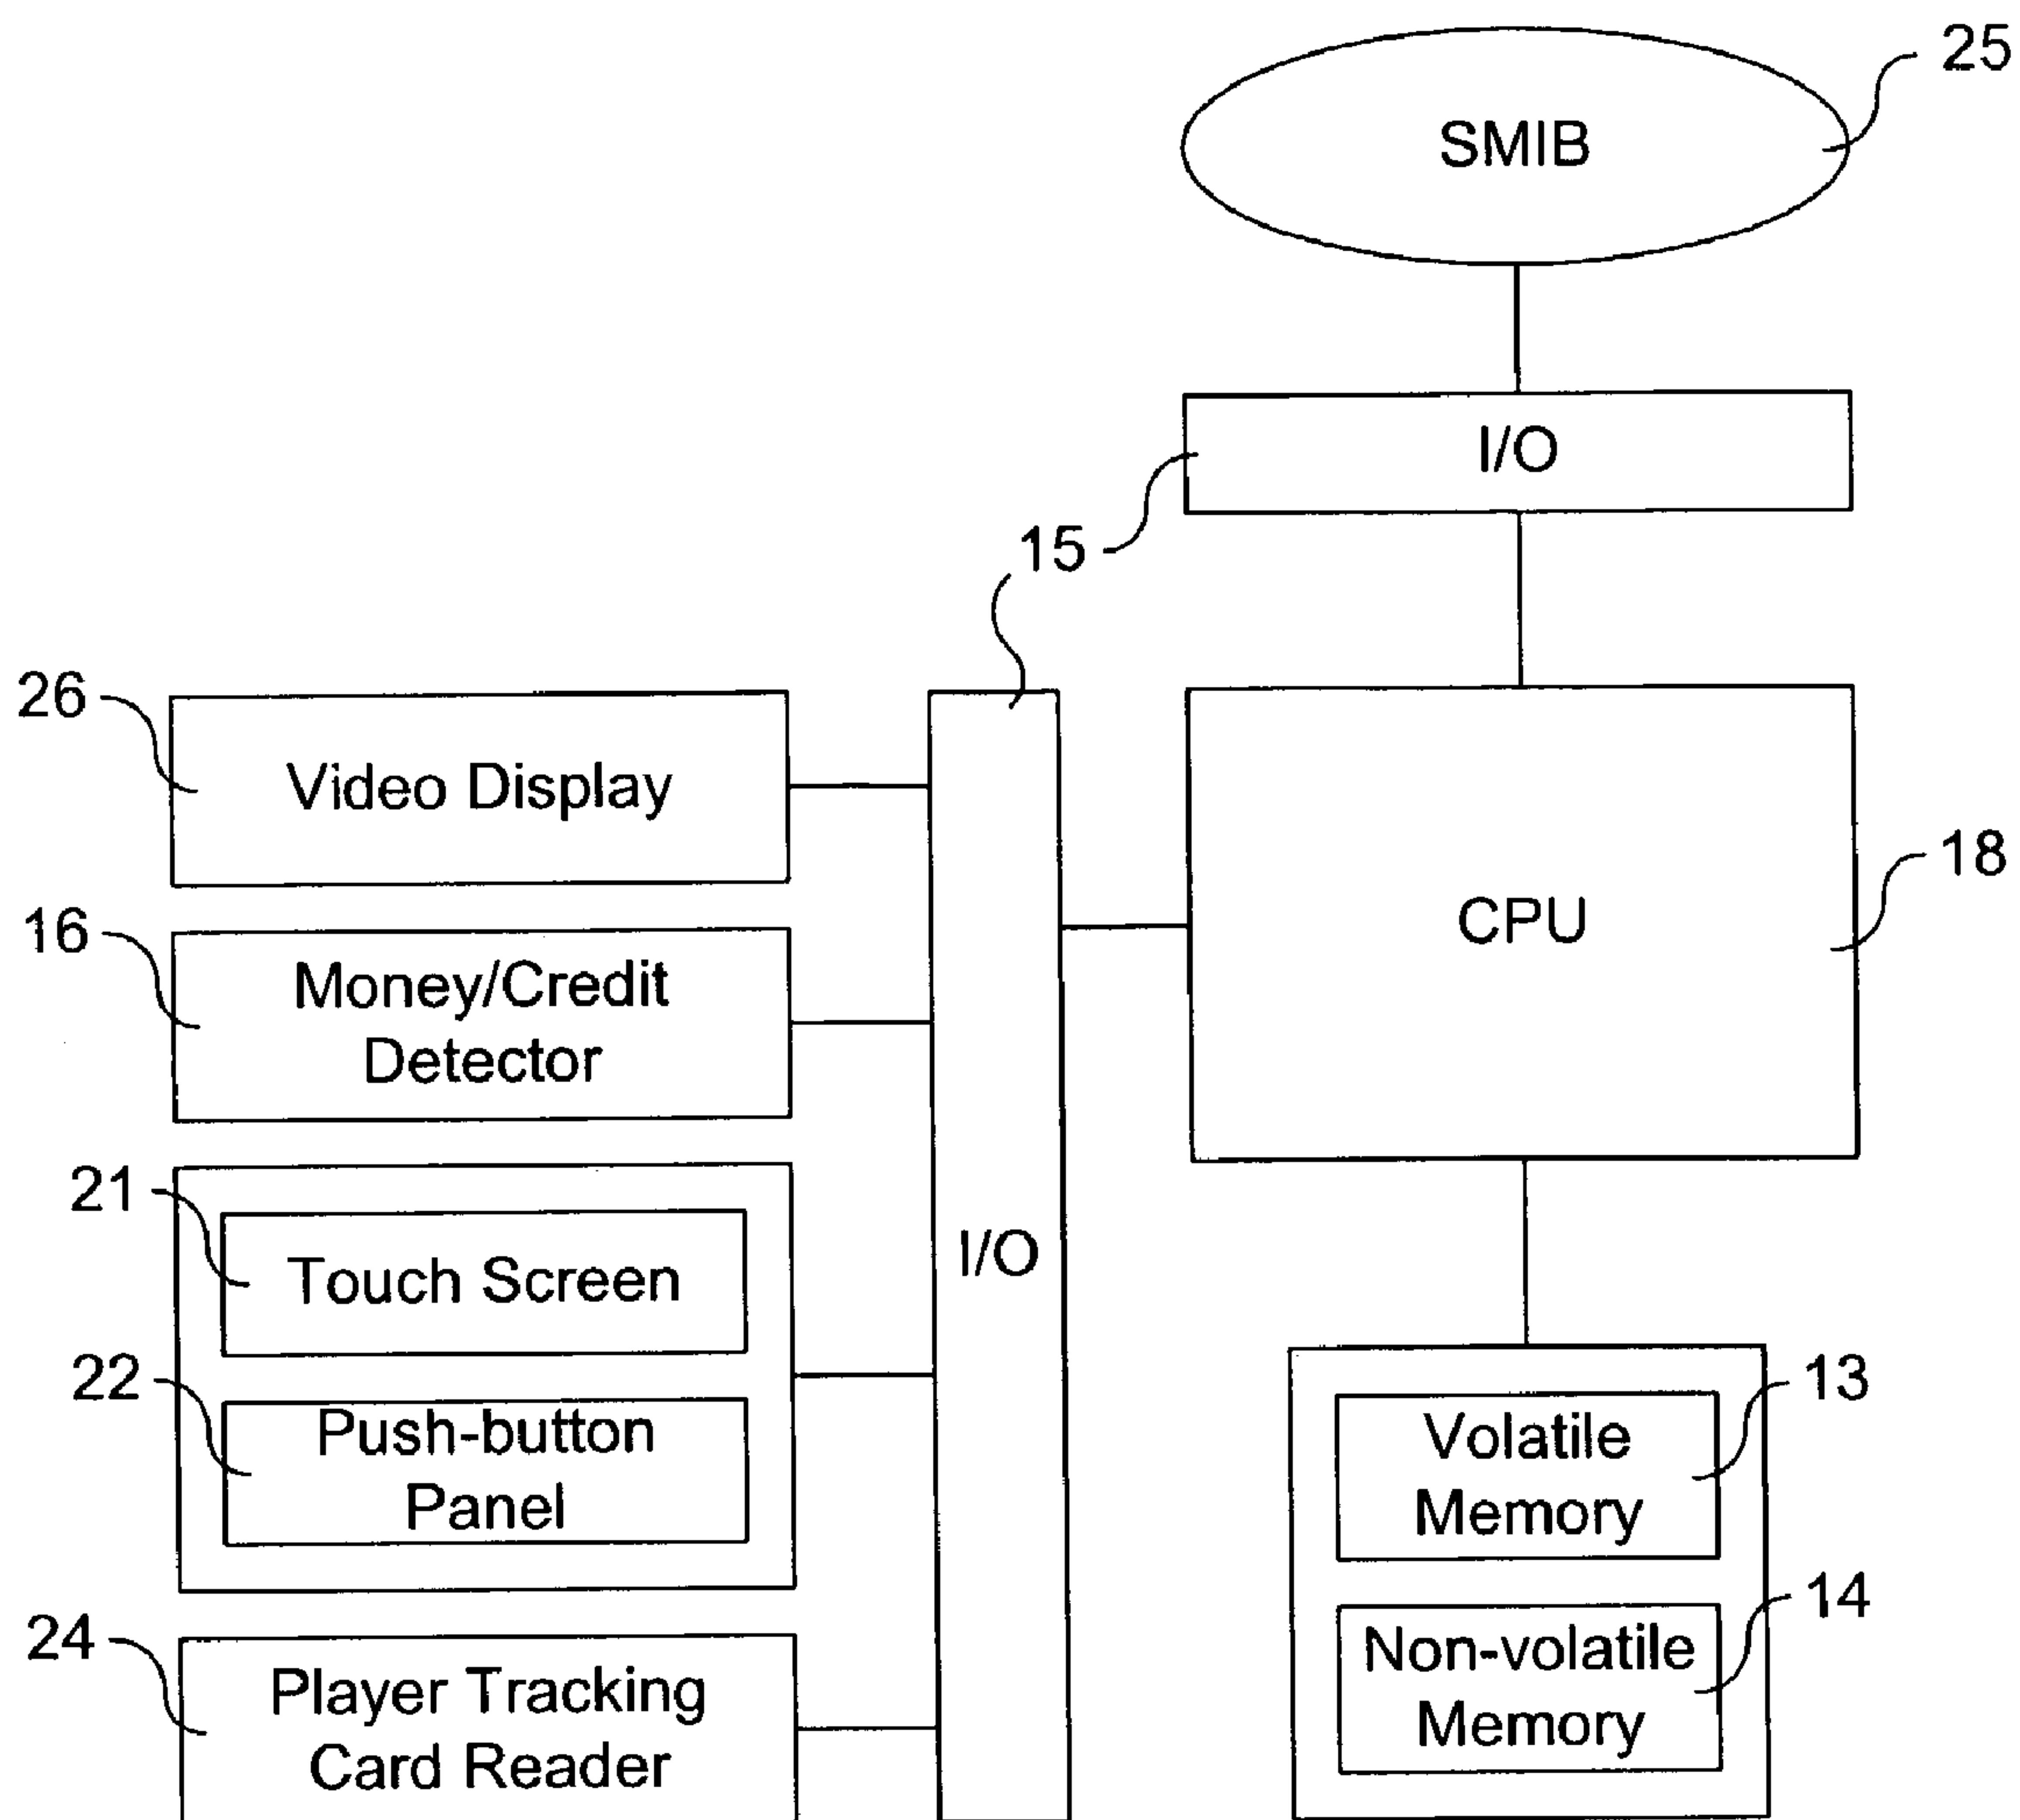 25
SMIB
I/O
15
26
Video Display
CPU
18
16
Money/Credit
Detector
21
Touch Screen
I/O
22
Push-button
Panel
13
Volatile
Memory
14
Non-volatile
Memory
24
Player Tracking
Card Reader